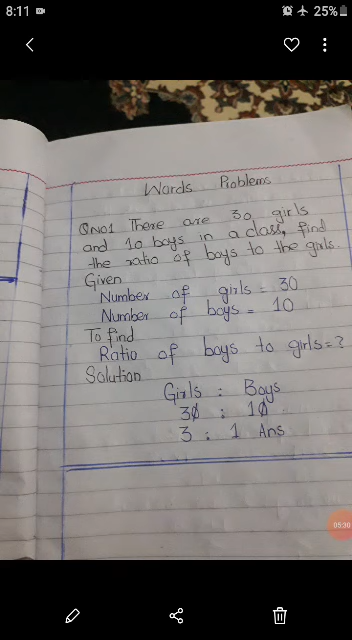 8:11
25%
Words Problems
QNo1 There are 30 girls
and 10 boys in a class, find
the ratio of boys to the girls.
Given
Number of girls = 30
Number of boys = 10
To find
Ratio of boys to girls=?
Solution
Girls : Boys
30 : 10
3 : 1 Ans
05:30